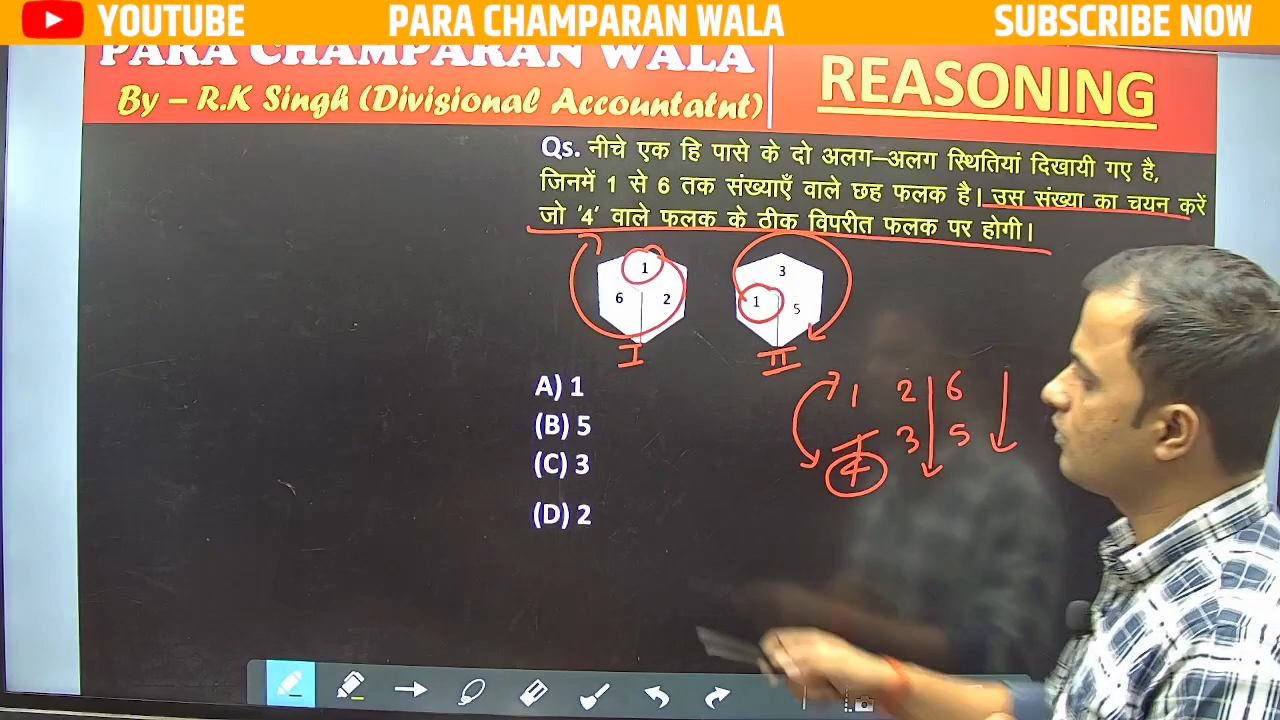 YOUTUBE PARA CHAMPARAN WALA SUBSCRIBE NOW
PARA CHAMPARAN WALA
By – R.K Singh (Divisional Accountatnt)
REASONING
Qs. नीचे एक हि पासे के दो अलग–अलग स्थितियां दिखायी गए है,
जिनमें 1 से 6 तक संख्याएँ वाले छह फलक है। उस संख्या का चयन करें
जो '4' वाले फलक के ठीक विपरीत फलक पर होगी।
1
6 2
I
3
1 5
II
A) 1
(B) 5
(C) 3
(D) 2
1 2 6
3 5
4